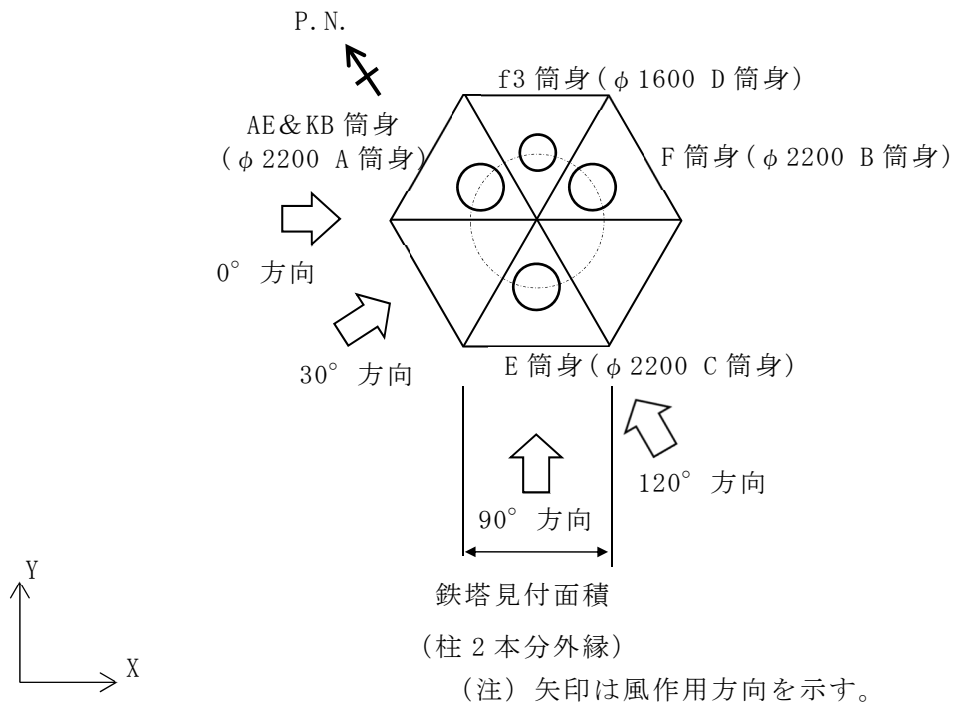 P.N.
f3 筒身(φ1600 D 筒身)
AE&KB 筒身
(φ2200 A 筒身)
F 筒身(φ2200 B 筒身)
0° 方向
30° 方向
E 筒身(φ2200 C 筒身)
120° 方向
90° 方向
鉄塔見付面積
(柱 2 本分外縁)
Y
X
(注) 矢印は風作用方向を示す。